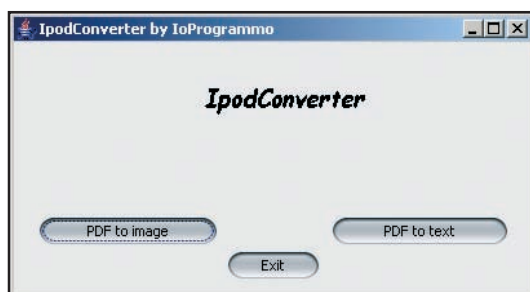 IpodConverter by IoProgrammo
IpodConverter
PDF to image
PDF to text
Exit